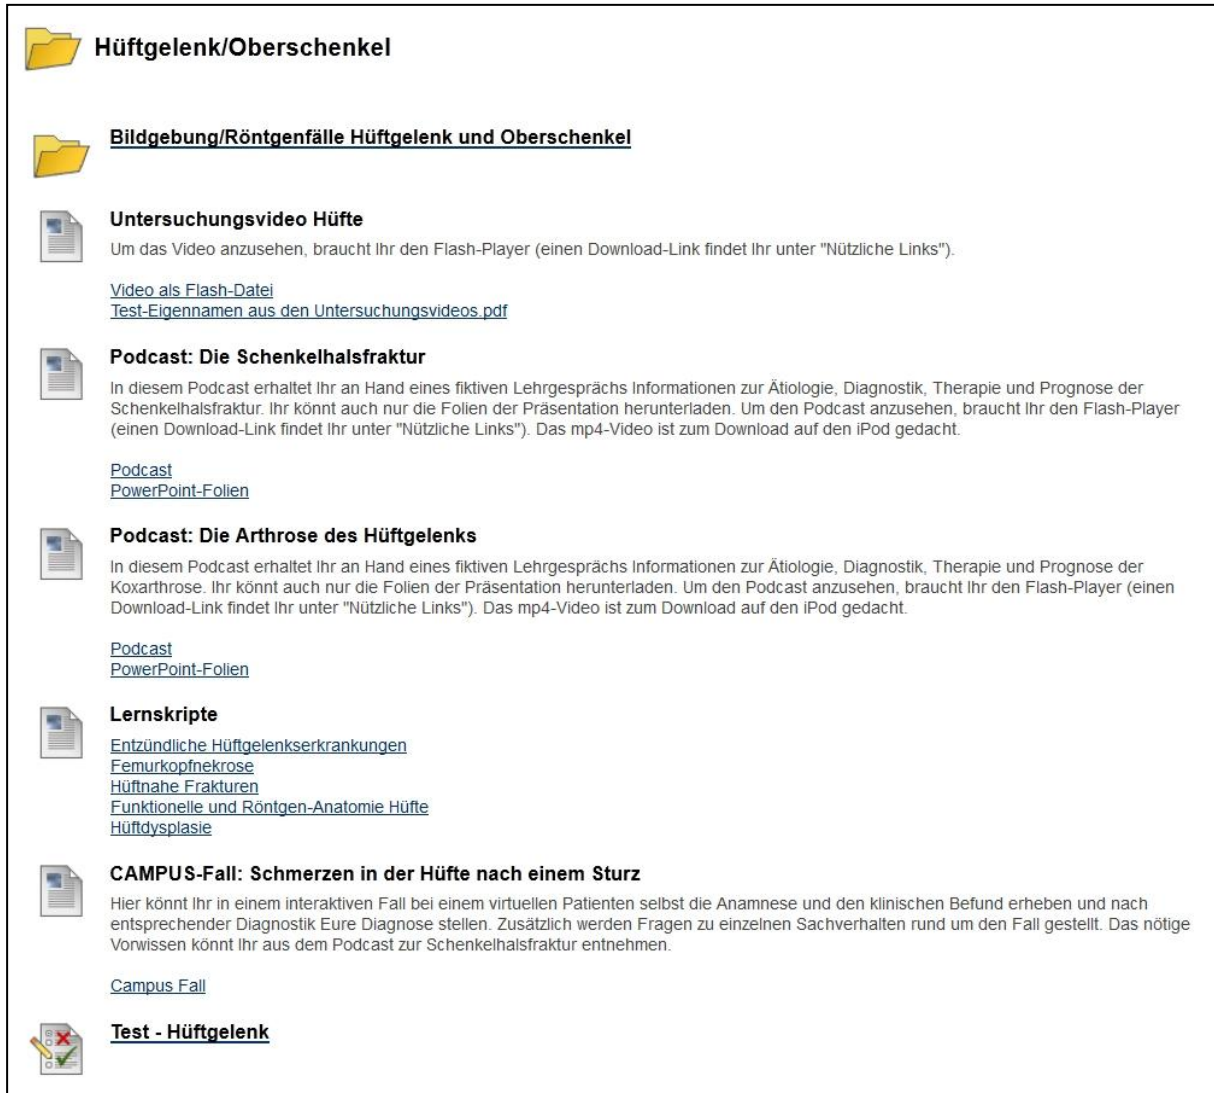 Hüftgelenk/Oberschenkel
Bildgebung/Röntgenfälle Hüftgelenk und Oberschenkel
Untersuchungsvideo Hüfte
Um das Video anzusehen, braucht Ihr den Flash-Player (einen Download-Link findet Ihr unter "Nützliche Links").
Video als Flash-Datei
Test-Eigennamen aus den Untersuchungsvideos.pdf
Podcast: Die Schenkelhalsfraktur
In diesem Podcast erhaltet Ihr an Hand eines fiktiven Lehrgesprächs Informationen zur Ätiologie, Diagnostik, Therapie und Prognose der
Schenkelhalsfraktur. Ihr könnt auch nur die Folien der Präsentation herunterladen. Um den Podcast anzusehen, braucht Ihr den Flash-Player
(einen Download-Link findet Ihr unter "Nützliche Links"). Das mp4-Video ist zum Download auf den iPod gedacht.
Podcast
PowerPoint-Folien
Podcast: Die Arthrose des Hüftgelenks
In diesem Podcast erhaltet Ihr an Hand eines fiktiven Lehrgesprächs Informationen zur Ätiologie, Diagnostik, Therapie und Prognose der
Koxarthrose. Ihr könnt auch nur die Folien der Präsentation herunterladen. Um den Podcast anzusehen, braucht Ihr den Flash-Player (einen
Download-Link findet Ihr unter "Nützliche Links"). Das mp4-Video ist zum Download auf den iPod gedacht.
Podcast
PowerPoint-Folien
Lernskripte
Entzündliche Hüftgelenkserkrankungen
Femurkopfnekrose
Hüftnahe Frakturen
Funktionelle und Röntgen-Anatomie Hüfte
Hüftdysplasie
CAMPUS-Fall: Schmerzen in der Hüfte nach einem Sturz
Hier könnt Ihr in einem interaktiven Fall bei einem virtuellen Patienten selbst die Anamnese und den klinischen Befund erheben und nach
entsprechender Diagnostik Eure Diagnose stellen. Zusätzlich werden Fragen zu einzelnen Sachverhalten rund um den Fall gestellt. Das nötige
Vorwissen könnt Ihr aus dem Podcast zur Schenkelhalsfraktur entnehmen.
Campus Fall
Test - Hüftgelenk